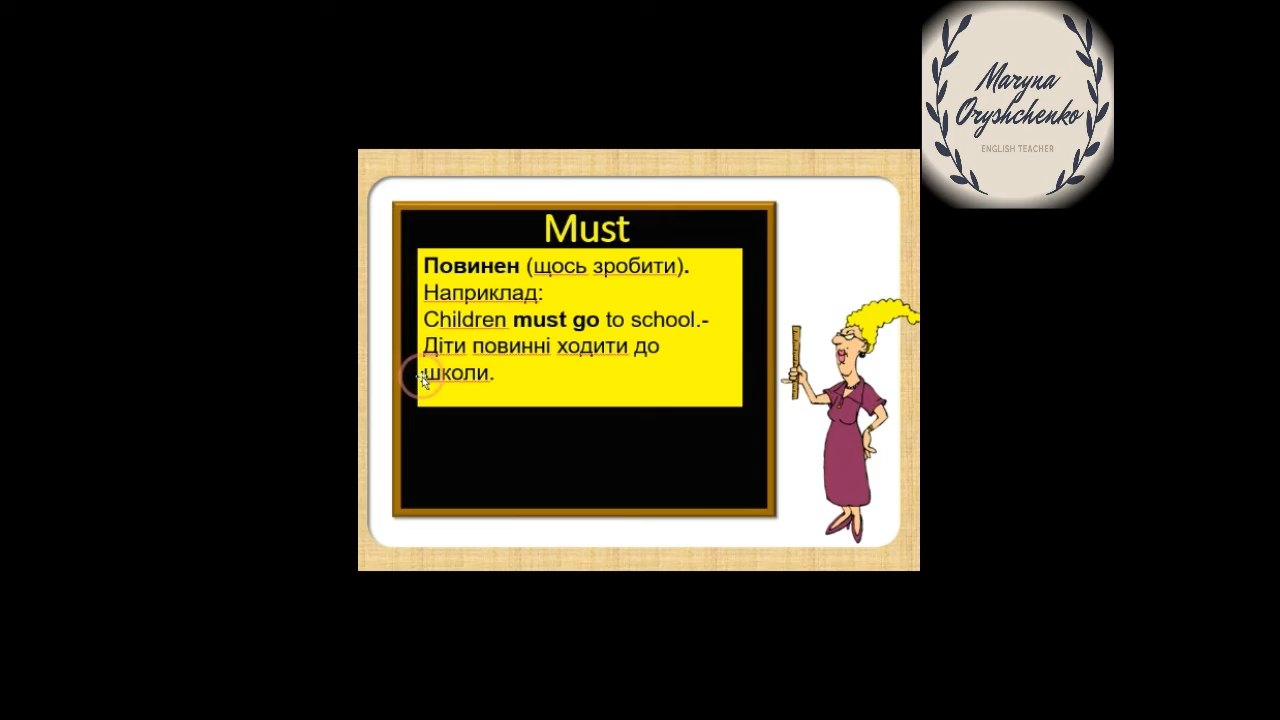 Maryna
Oryshchenko
ENGLISH TEACHER
Must
Повинен (щось зробити).
Наприклад:
Children must go to school.-
Діти повинні ходити до
школи.